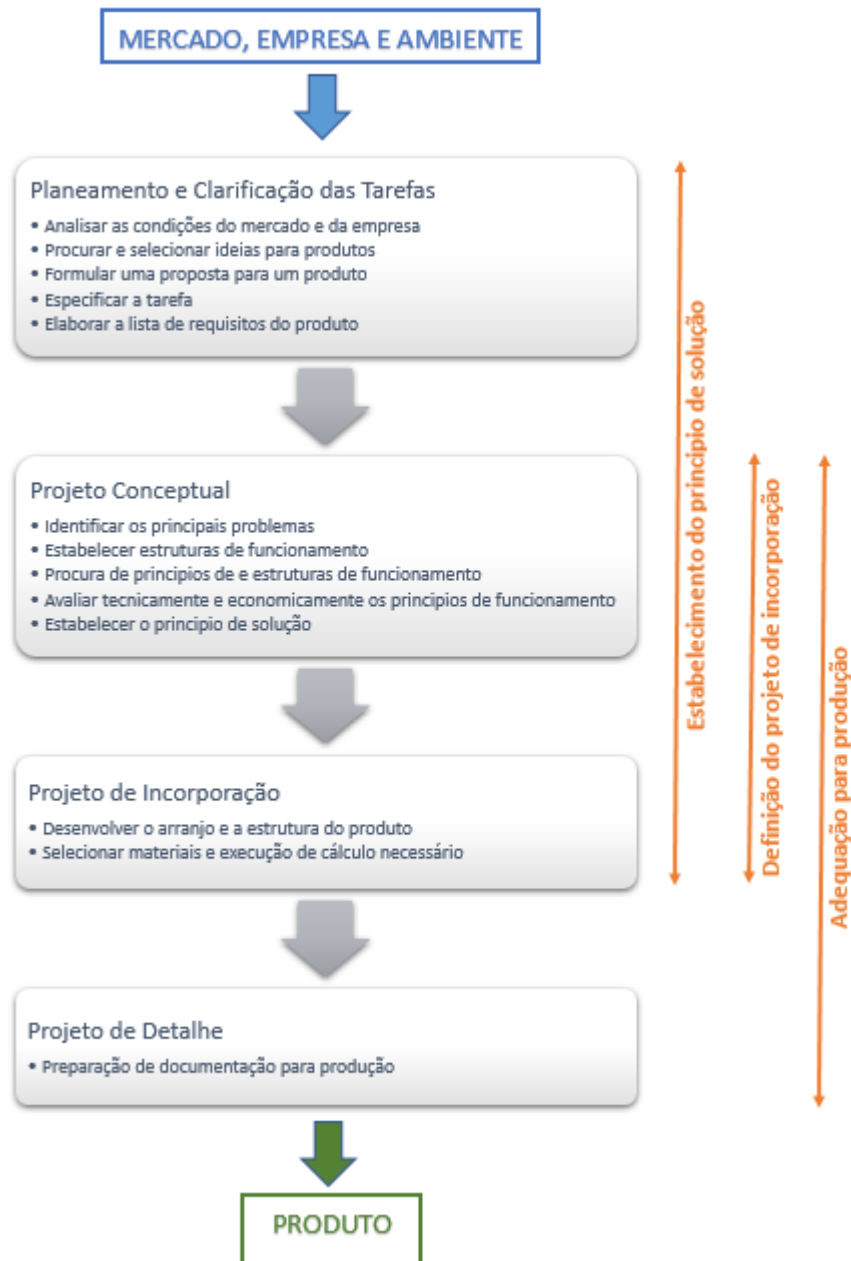 MERCADO, EMPRESA E AMBIENTE
Planeamento e Clarificação das Tarefas
• Analisar as condições do mercado e da empresa
• Procurar e selecionar ideias para produtos
• Formular uma proposta para um produto
• Especificar a tarefa
• Elaborar a lista de requisitos do produto
Projeto Conceptual
• Identificar os principais problemas
• Estabelecer estruturas de funcionamento
• Procura de principios de e estruturas de funcionamento
• Avaliar tecnicamente e economicamente os principios de funcionamento
• Estabelecer o principio de solução
Projeto de Incorporação
• Desenvolver o arranjo e a estrutura do produto
• Selecionar materiais e execução de cálculo necessário
Projeto de Detalhe
• Preparação de documentação para produção
PRODUTO
Estabelecimento do principio de solução
Definição do projeto de incorporação
Adequação para produção